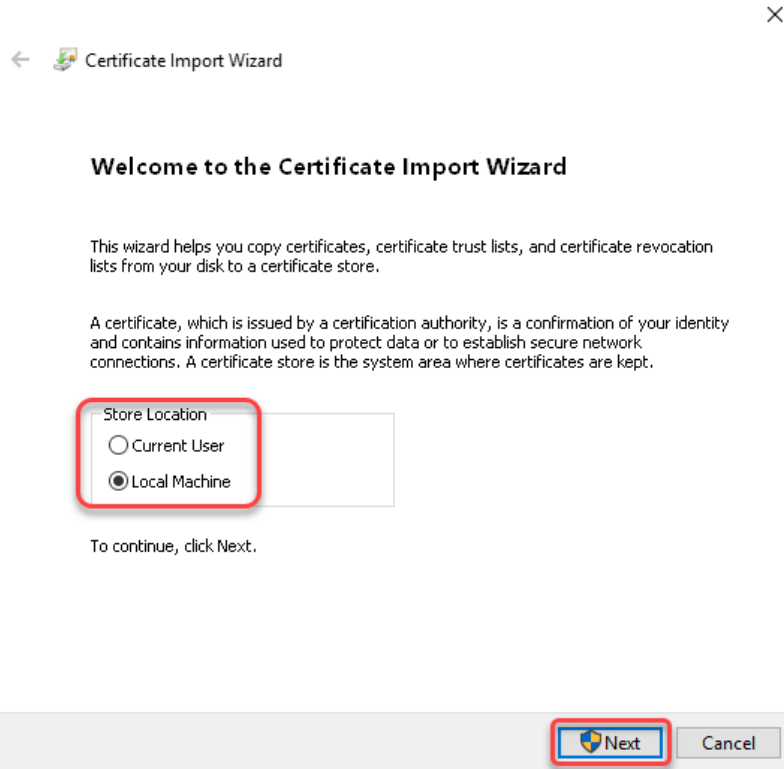 Certificate Import Wizard
Welcome to the Certificate Import Wizard
This wizard helps you copy certificates, certificate trust lists, and certificate revocation
lists from your disk to a certificate store.
A certificate, which is issued by a certification authority, is a confirmation of your identity
and contains information used to protect data or to establish secure network
connections. A certificate store is the system area where certificates are kept.
Store Location
Current User
Local Machine
To continue, click Next.
Next Cancel